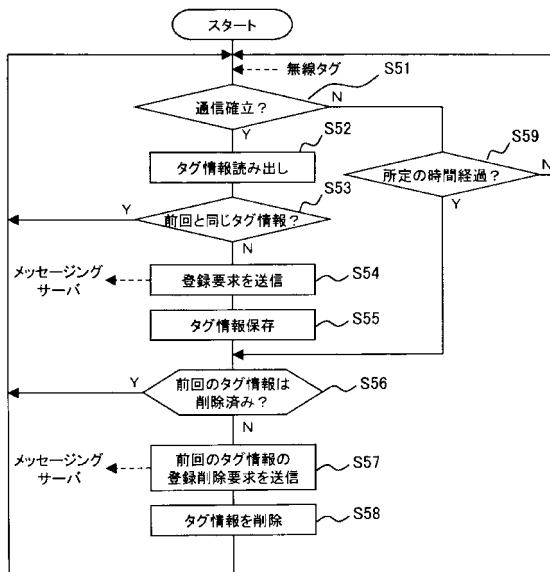 スタート
無線タグ
S51
通信確立?
N
Y
S52
S59
タグ情報読み出し
所定の時間経過?
N
Y
S53
前回と同じタグ情報?
Y
N
メッセージング
サーバ
登録要求を送信
S54
タグ情報保存
S55
前回のタグ情報は
削除済み?
Y
S56
N
メッセージング
サーバ
前回のタグ情報の
登録削除要求を送信
S57
タグ情報を削除
S58